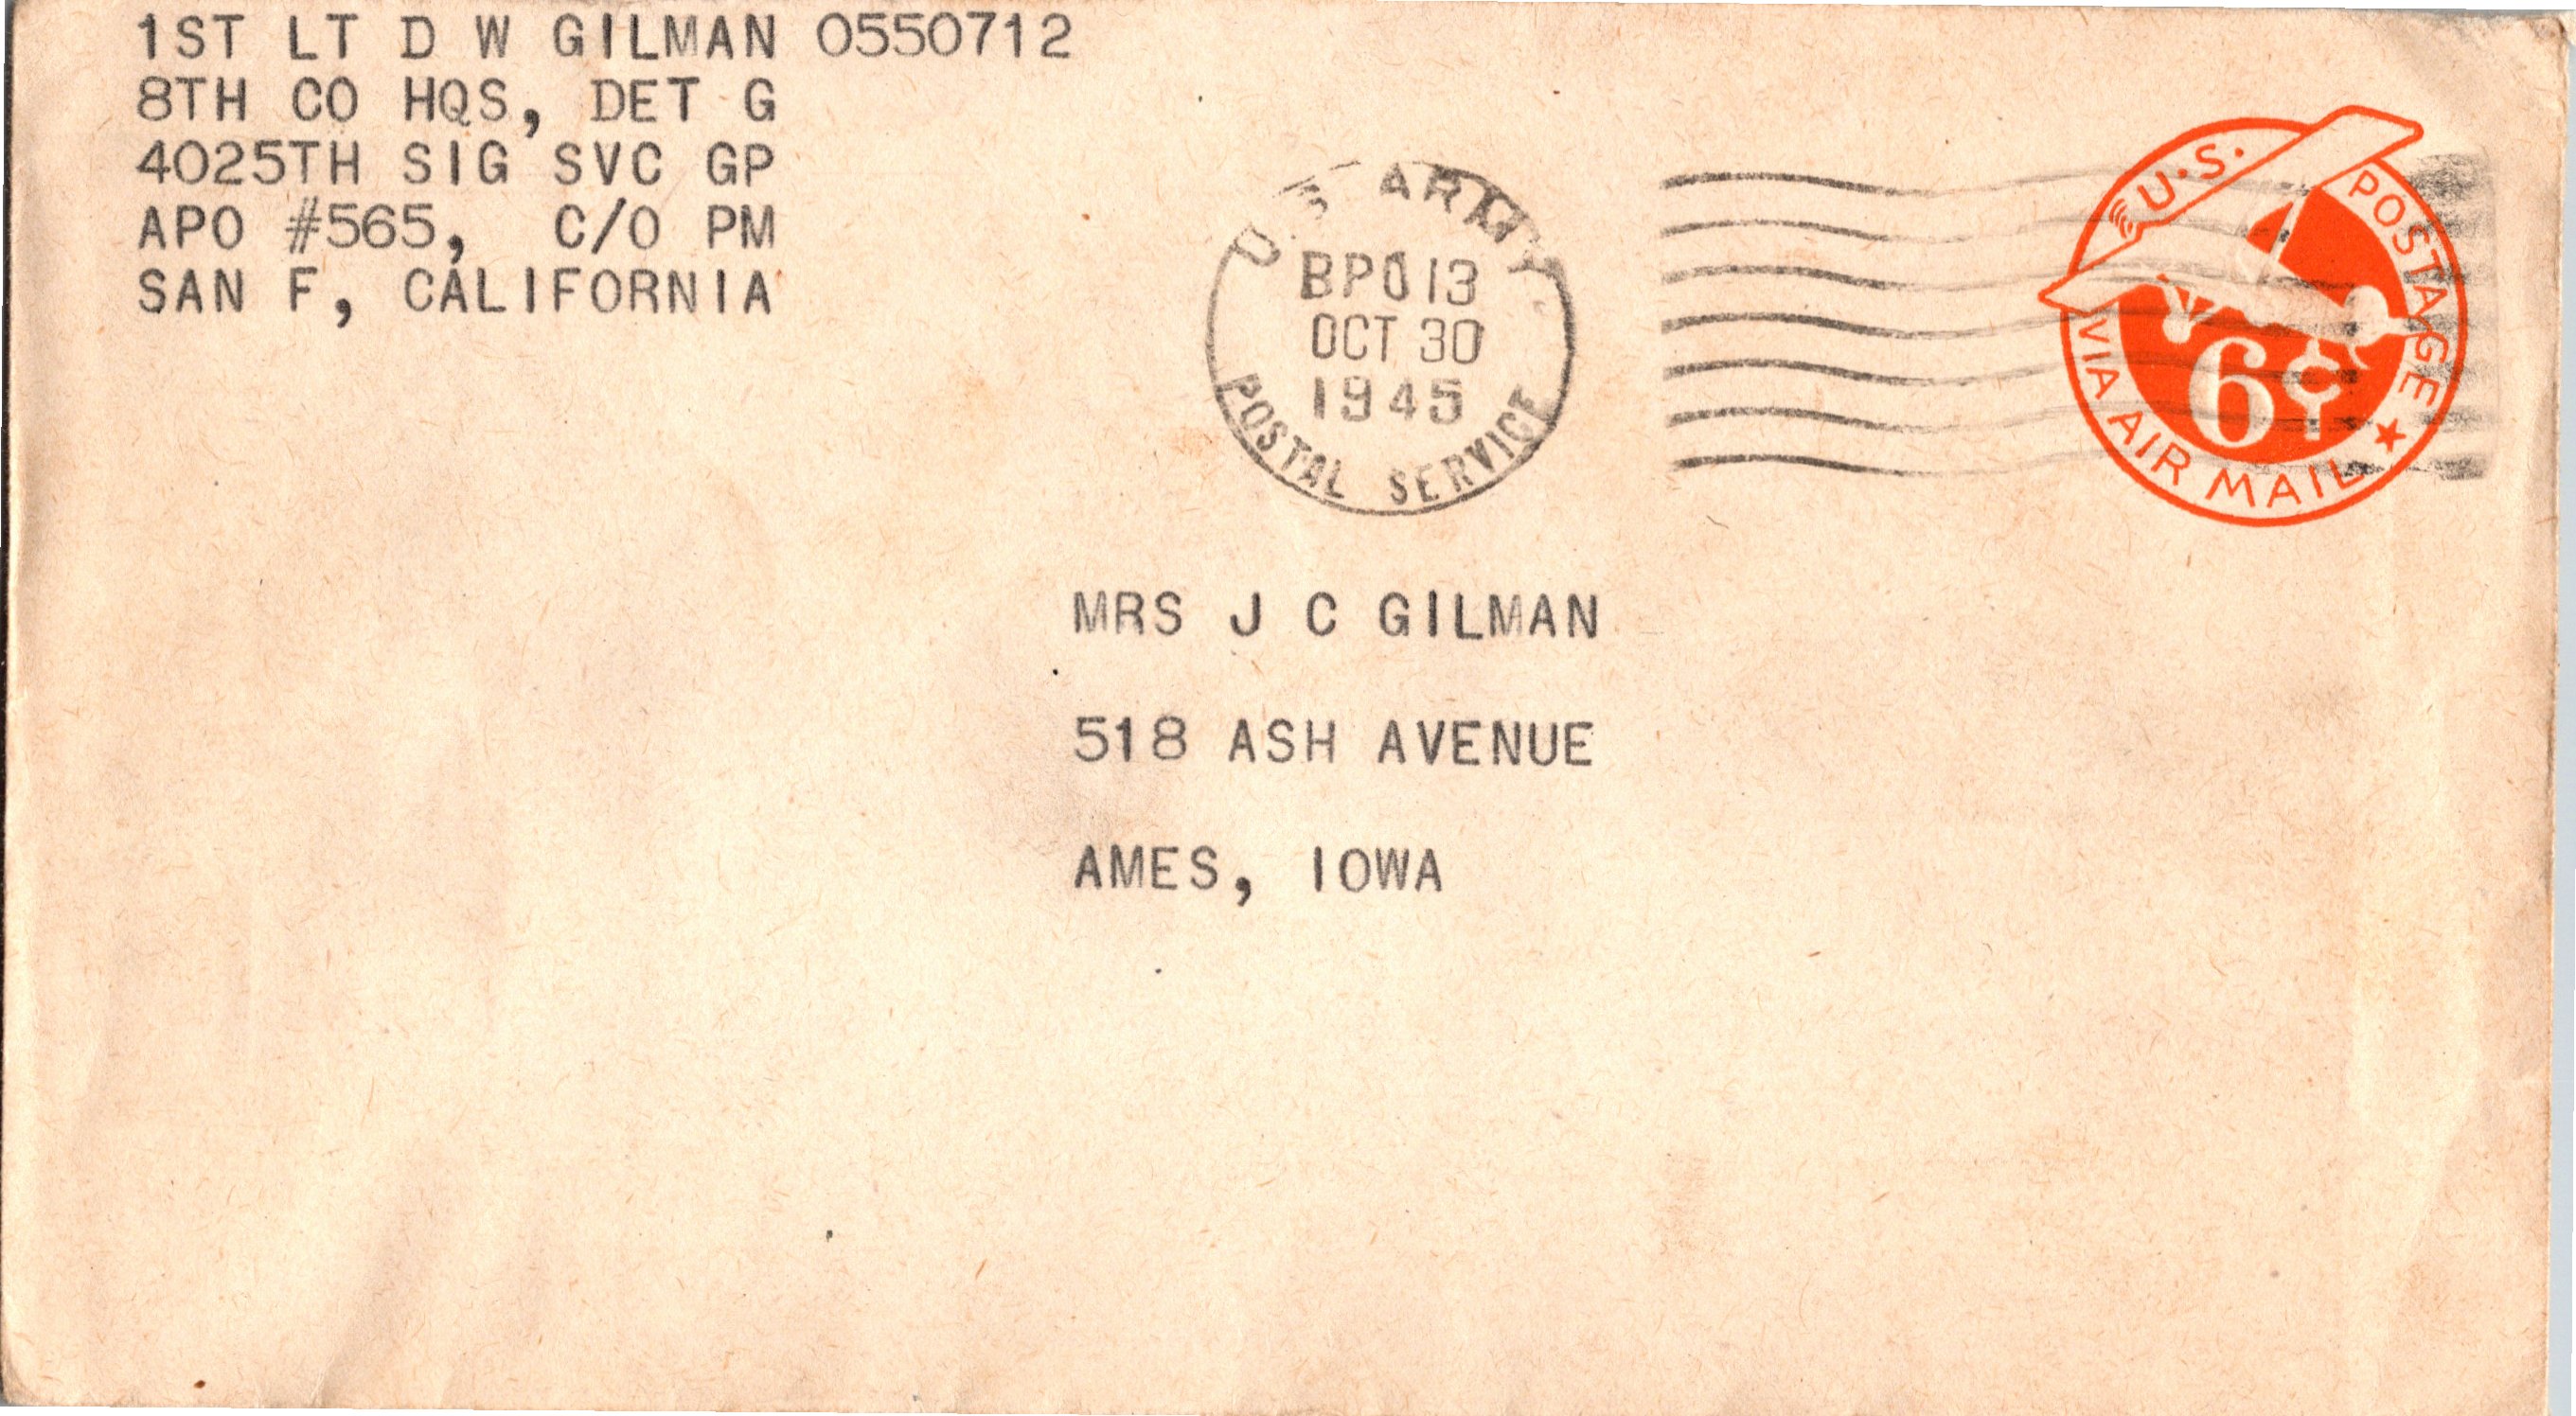 1ST LT D W GILMAN 0550712
8TH CO HQS, DET G
4025TH SIG SVC GP
APO #565, C/O PM
SAN F, CALIFORNIA
U.S. ARMY
BPO 13
OCT 30
1945
POSTAL SERVICE
U.S. POSTAGE
6¢
VIA AIR MAIL
MRS J C GILMAN
518 ASH AVENUE
AMES, IOWA